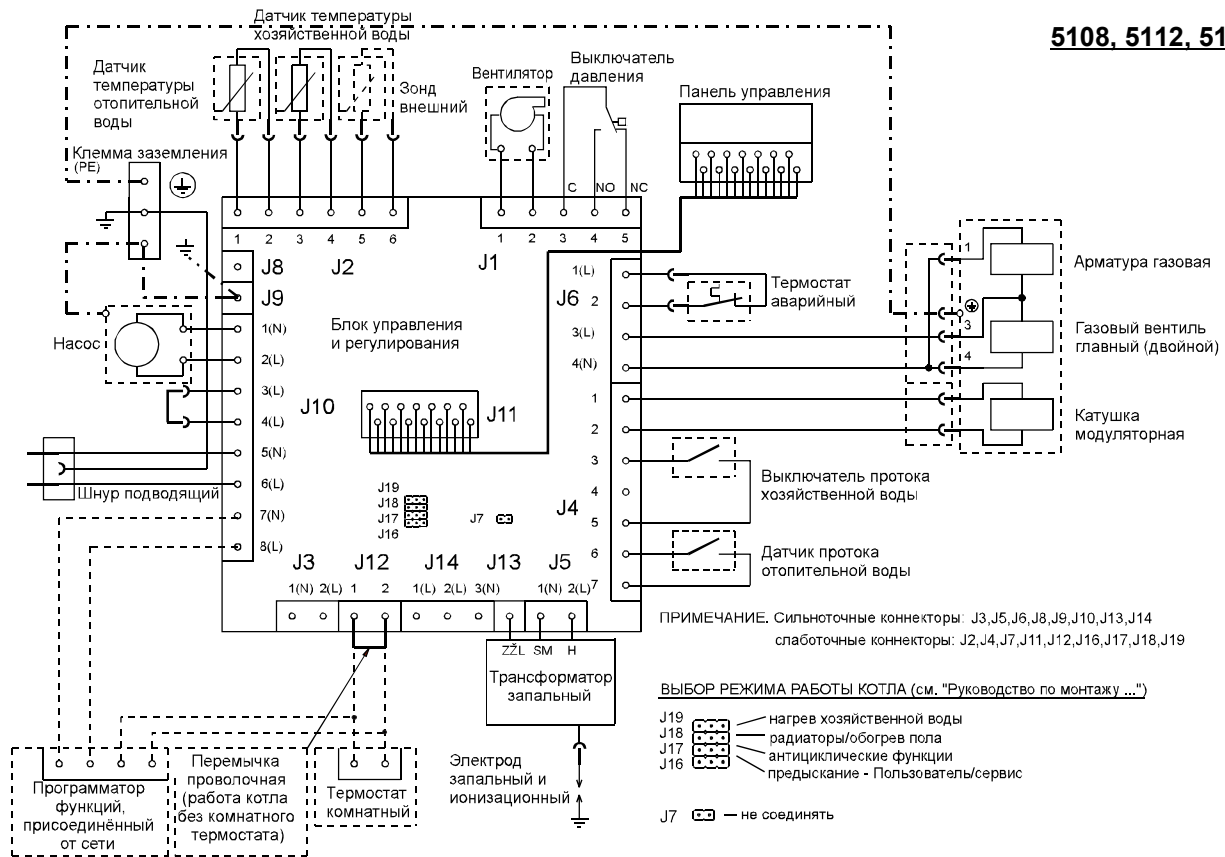 5108, 5112, 51
Датчик температуры
хозяйственной воды
Датчик
температуры
отопительной
воды
Зонд
внешний
Вентилятор
Выключатель
давления
Панель управления
Клемма заземления
(PE)
C NO NC
1 2 3 4 5 6
1 2 3 4 5
J8 J2 J1
J9
J6
1(L)
2
3(L)
4(N)
Термостат
аварийный
1
3
4
Арматура газовая
Газовый вентиль
главный (двойной)
Насос
Блок управления
и регулирования
1(N)
2(L)
3(L)
4(L)
5(N)
6(L)
7(N)
8(L)
J10
J11
1
2
3
4
5
6
7
J4
Катушка
модуляторная
Выключатель протока
хозяйственной воды
Датчик протока
отопительной воды
Шнур подводящий
J19
J18
J17
J16
J7
J3 J12 J14 J13 J5
1(N) 2(L) 1 2 1(L) 2(L) 3(N) 1(N) 2(L)
ZŽL SM H
Трансформатор
запальный
ПРИМЕЧАНИЕ. Сильноточные коннекторы: J3,J5,J6,J8,J9,J10,J13,J14
слаботочные коннекторы: J2,J4,J7,J11,J12,J16,J17,J18,J19
ВЫБОР РЕЖИМА РАБОТЫ КОТЛА (см. "Руководство по монтажу ...")
J19 нагрев хозяйственной воды
J18 радиаторы/обогрев пола
J17 антициклические функции
J16 предыскание - Пользователь/сервис
J7 – не соединять
Программатор
функций,
присоединённый
от сети
Перемычка
проволочная
(работа котла
без комнатного
термостата)
Термостат
комнатный
Электрод
запальный и
ионизационный